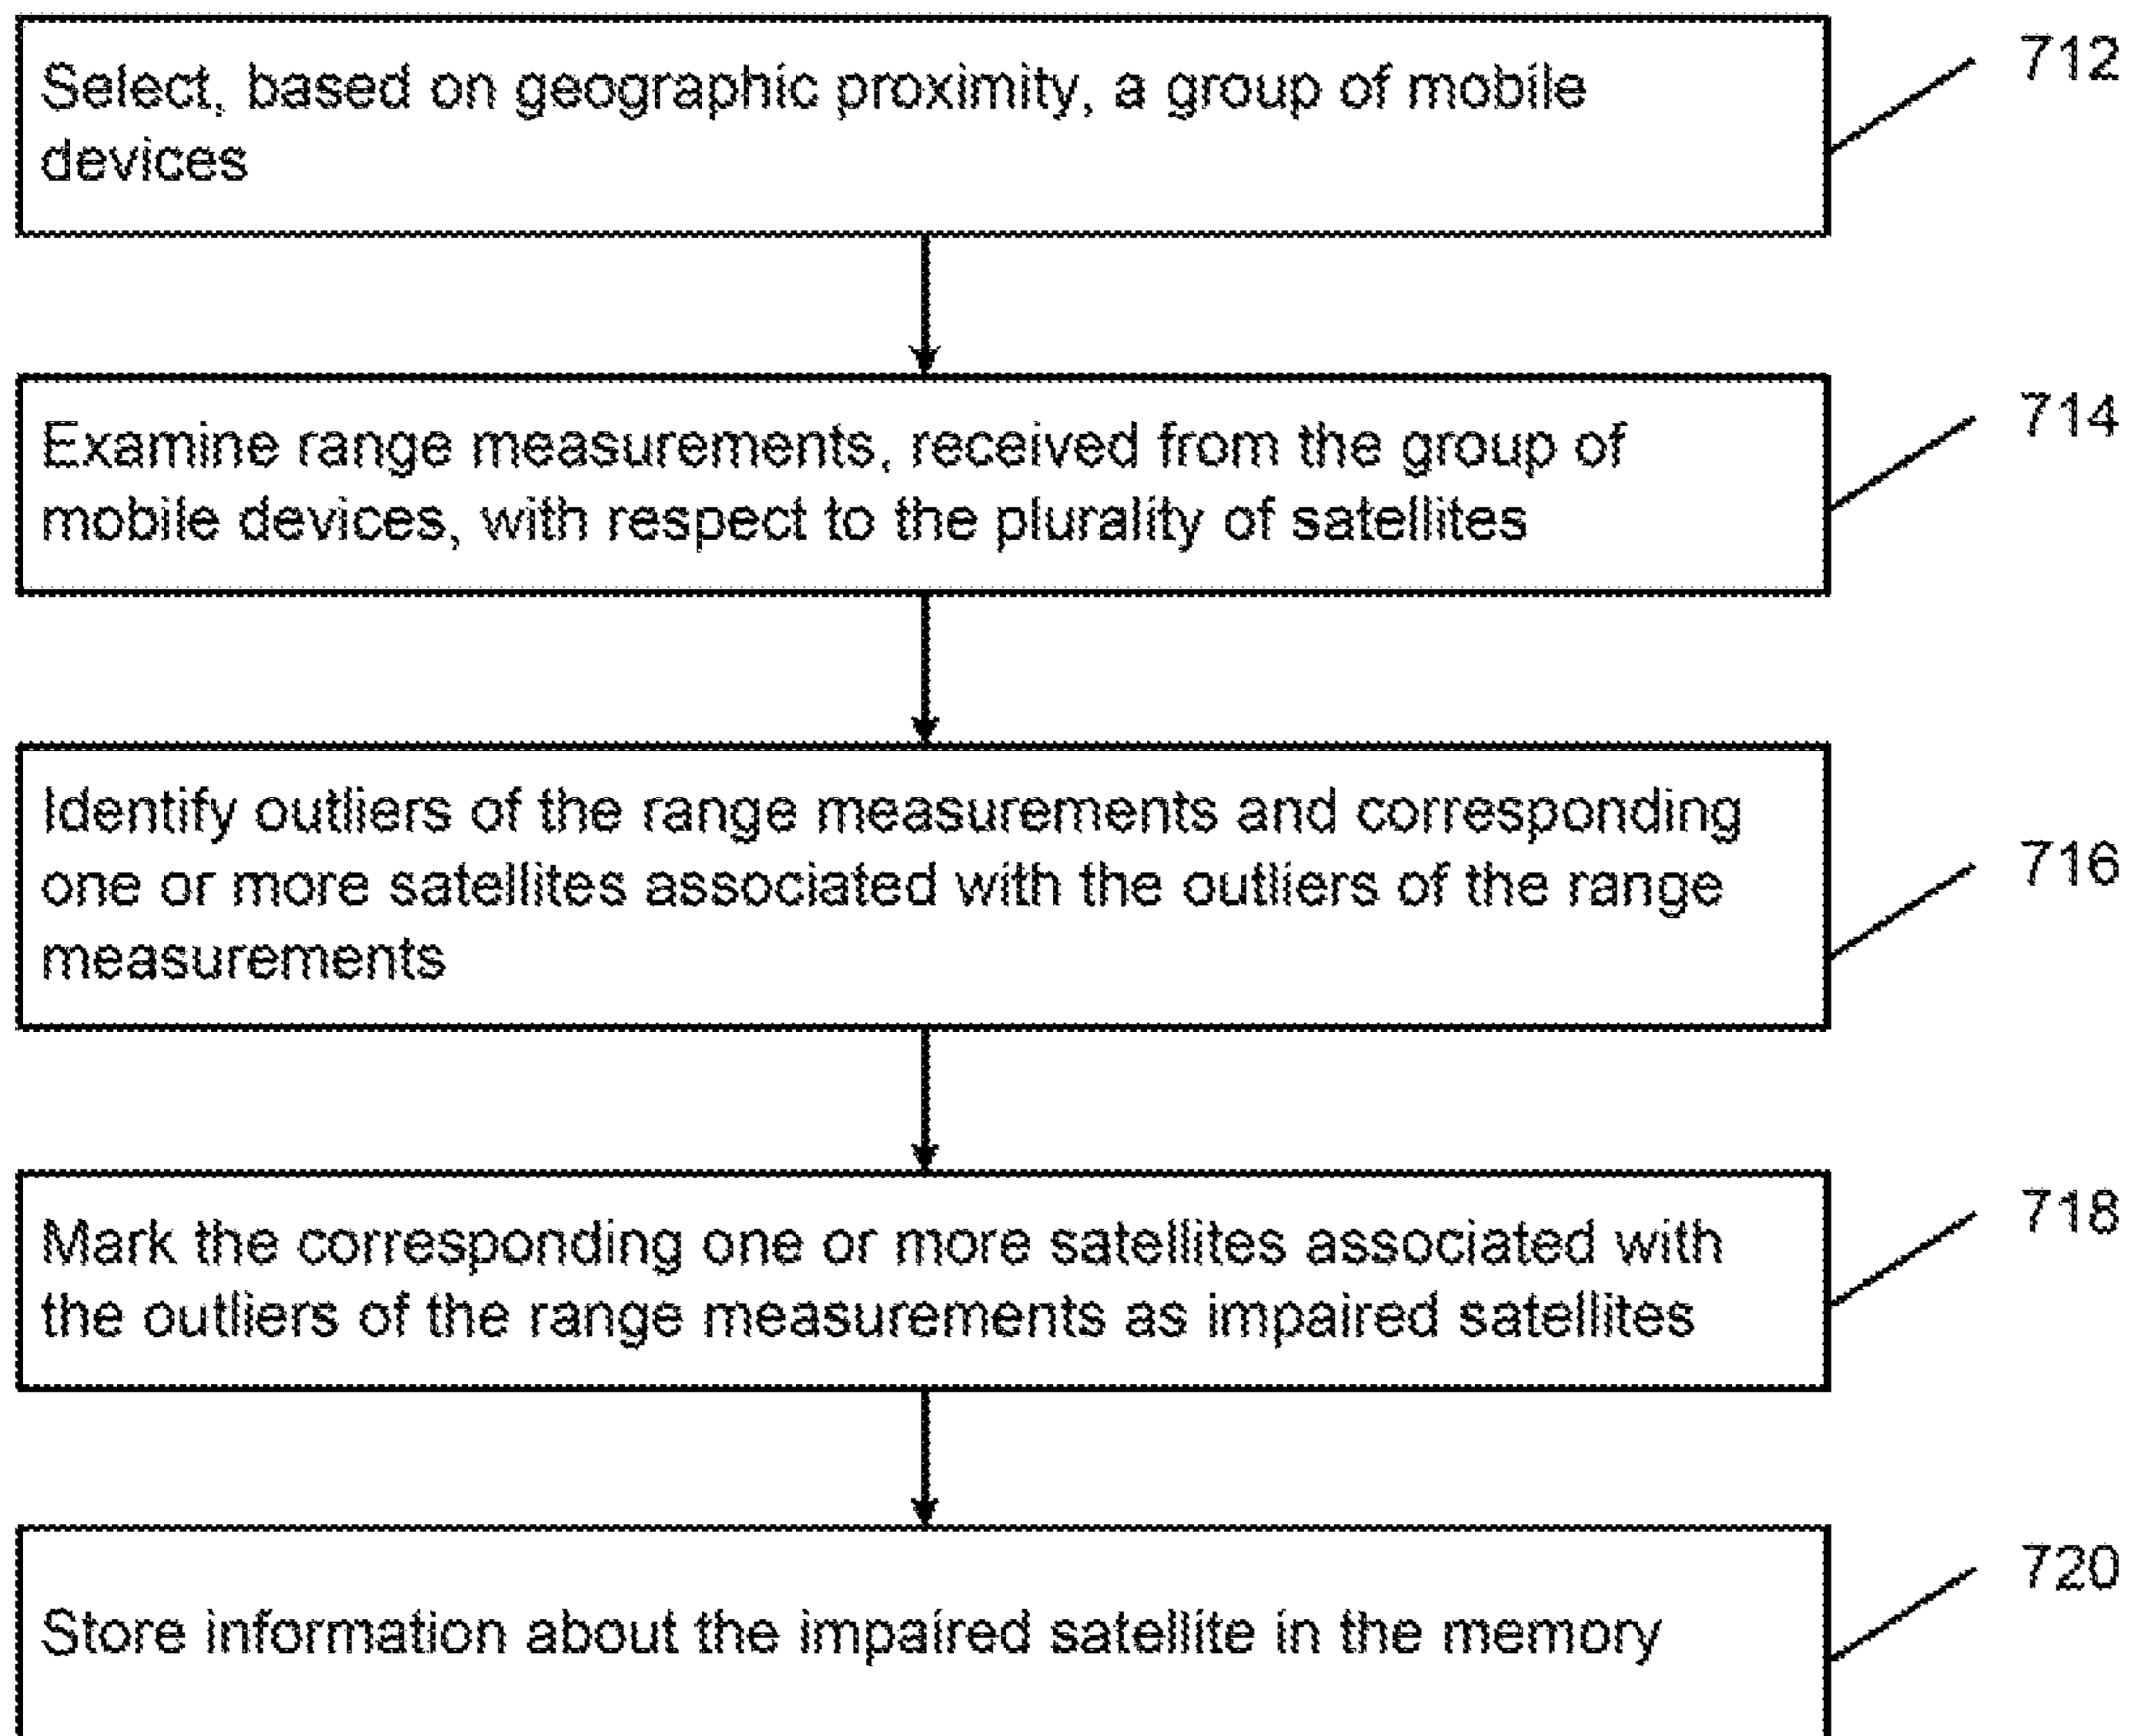 Select, based on geographic proximity, a group of mobile
devices
712
Examine range measurements, received from the group of
mobile devices, with respect to the plurality of satellites
714
Identify outliers of the range measurements and corresponding
one or more satellites associated with the outliers of the range
measurements
716
Mark the corresponding one or more satellites associated with
the outliers of the range measurements as impaired satellites
718
Store information about the impaired satellite in the memory
720